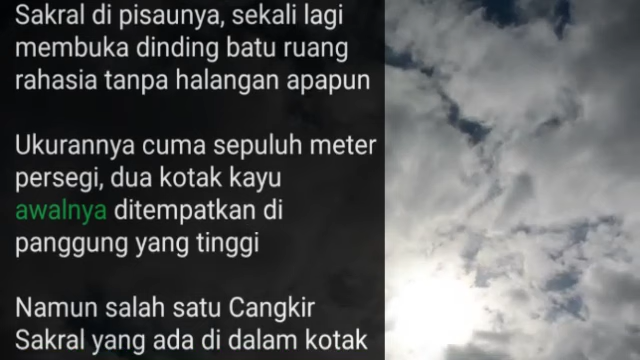 Sakral di pisaunya, sekali lagi
membuka dinding batu ruang
rahasia tanpa halangan apapun
Ukurannya cuma sepuluh meter
persegi, dua kotak kayu
awalnya ditempatkan di
panggung yang tinggi
Namun salah satu Cangkir
Sakral yang ada di dalam kotak